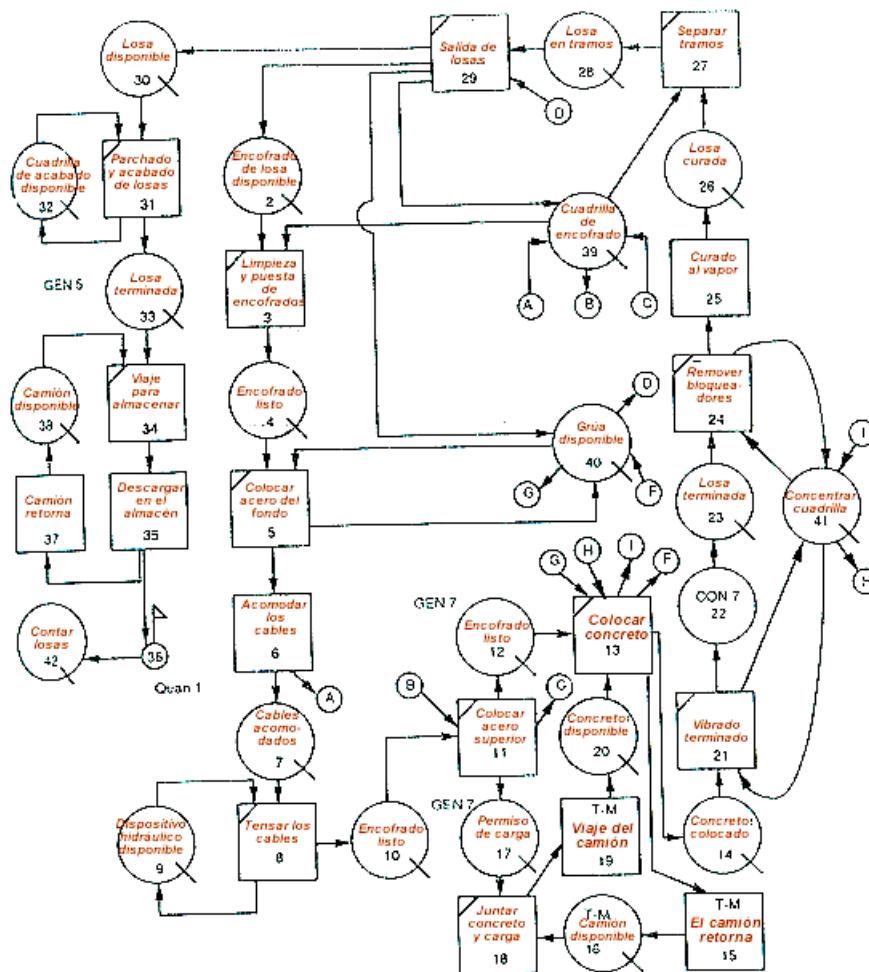 Losa
disponible
30
Salida de
losas
29
Losa
en tramos
28
Separar
tramos
27
D
Cuadrilla
de acabado
disponible
32
Parchado
y acabado
de losas
31
Encofrado
de losa
disponible
2
Losa
curada
26
Cuadrilla
de
encofrado
39
A
B
C
GEN 5
Losa
terminada
33
Limpieza
y puesta
de
encofrados
3
Curado
al vapor
25
Camión
disponible
38
Viaje
para
almacenar
34
Encofrado
listo
4
Grúa
disponible
40
D
G
F
Remover
bloquea-
dores
24
Camión
retorna
37
Descargar
en el
almacén
35
Colocar
acero del
fondo
5
Losa
terminada
23
Concentrar
cuadrilla
41
I
H
Contar
losas
42
36
Quan 1
Acomodar
los
cables
6
A
GEN 7
Encofrado
listo
12
G
H
I
F
Colocar
concreto
13
CON 7
22
Cables
acomo-
dados
7
B
C
Colocar
acero
superior
11
Concreto
disponible
20
Vibrado
terminado
21
Dispositivo
hidráulico
disponible
9
Tensar los
cables
8
Encofrado
listo
10
GEN 7
Permiso
de carga
17
T-M
Viaje del
camión
19
Concreto
colocado
14
Juntar
concreto
y carga
18
T-M
Camión
disponible
16
T-M
El camión
retorna
15